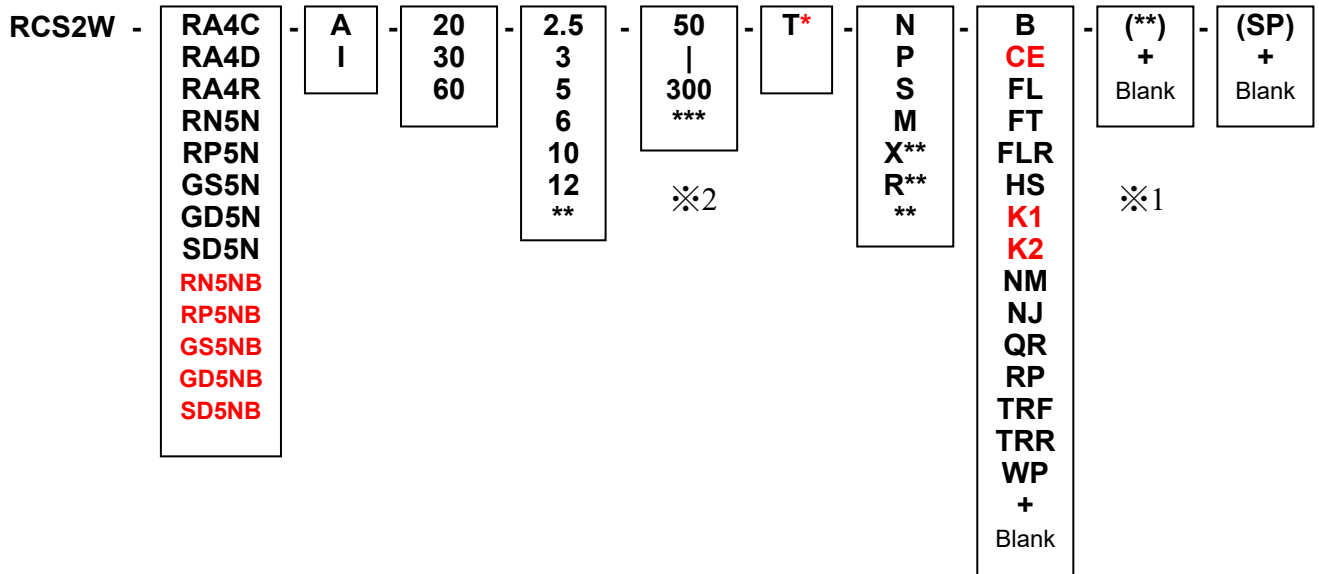 RCS2W - RA4C - A - 20 - 2.5 - 50 - T* - N - B - (**) - (SP)
RA4D I 30 3 | P CE + +
RA4R 60 5 300 S FL Blank Blank
RN5N 6 *** M FT
RP5N 10 X** FLR
GS5N 12 ※2 R** HS ※1
GD5N ** ** K1
SD5N K2
RN5NB NM
RP5NB NJ
GS5NB QR
GD5NB RP
SD5NB TRF
TRR
WP
+
Blank